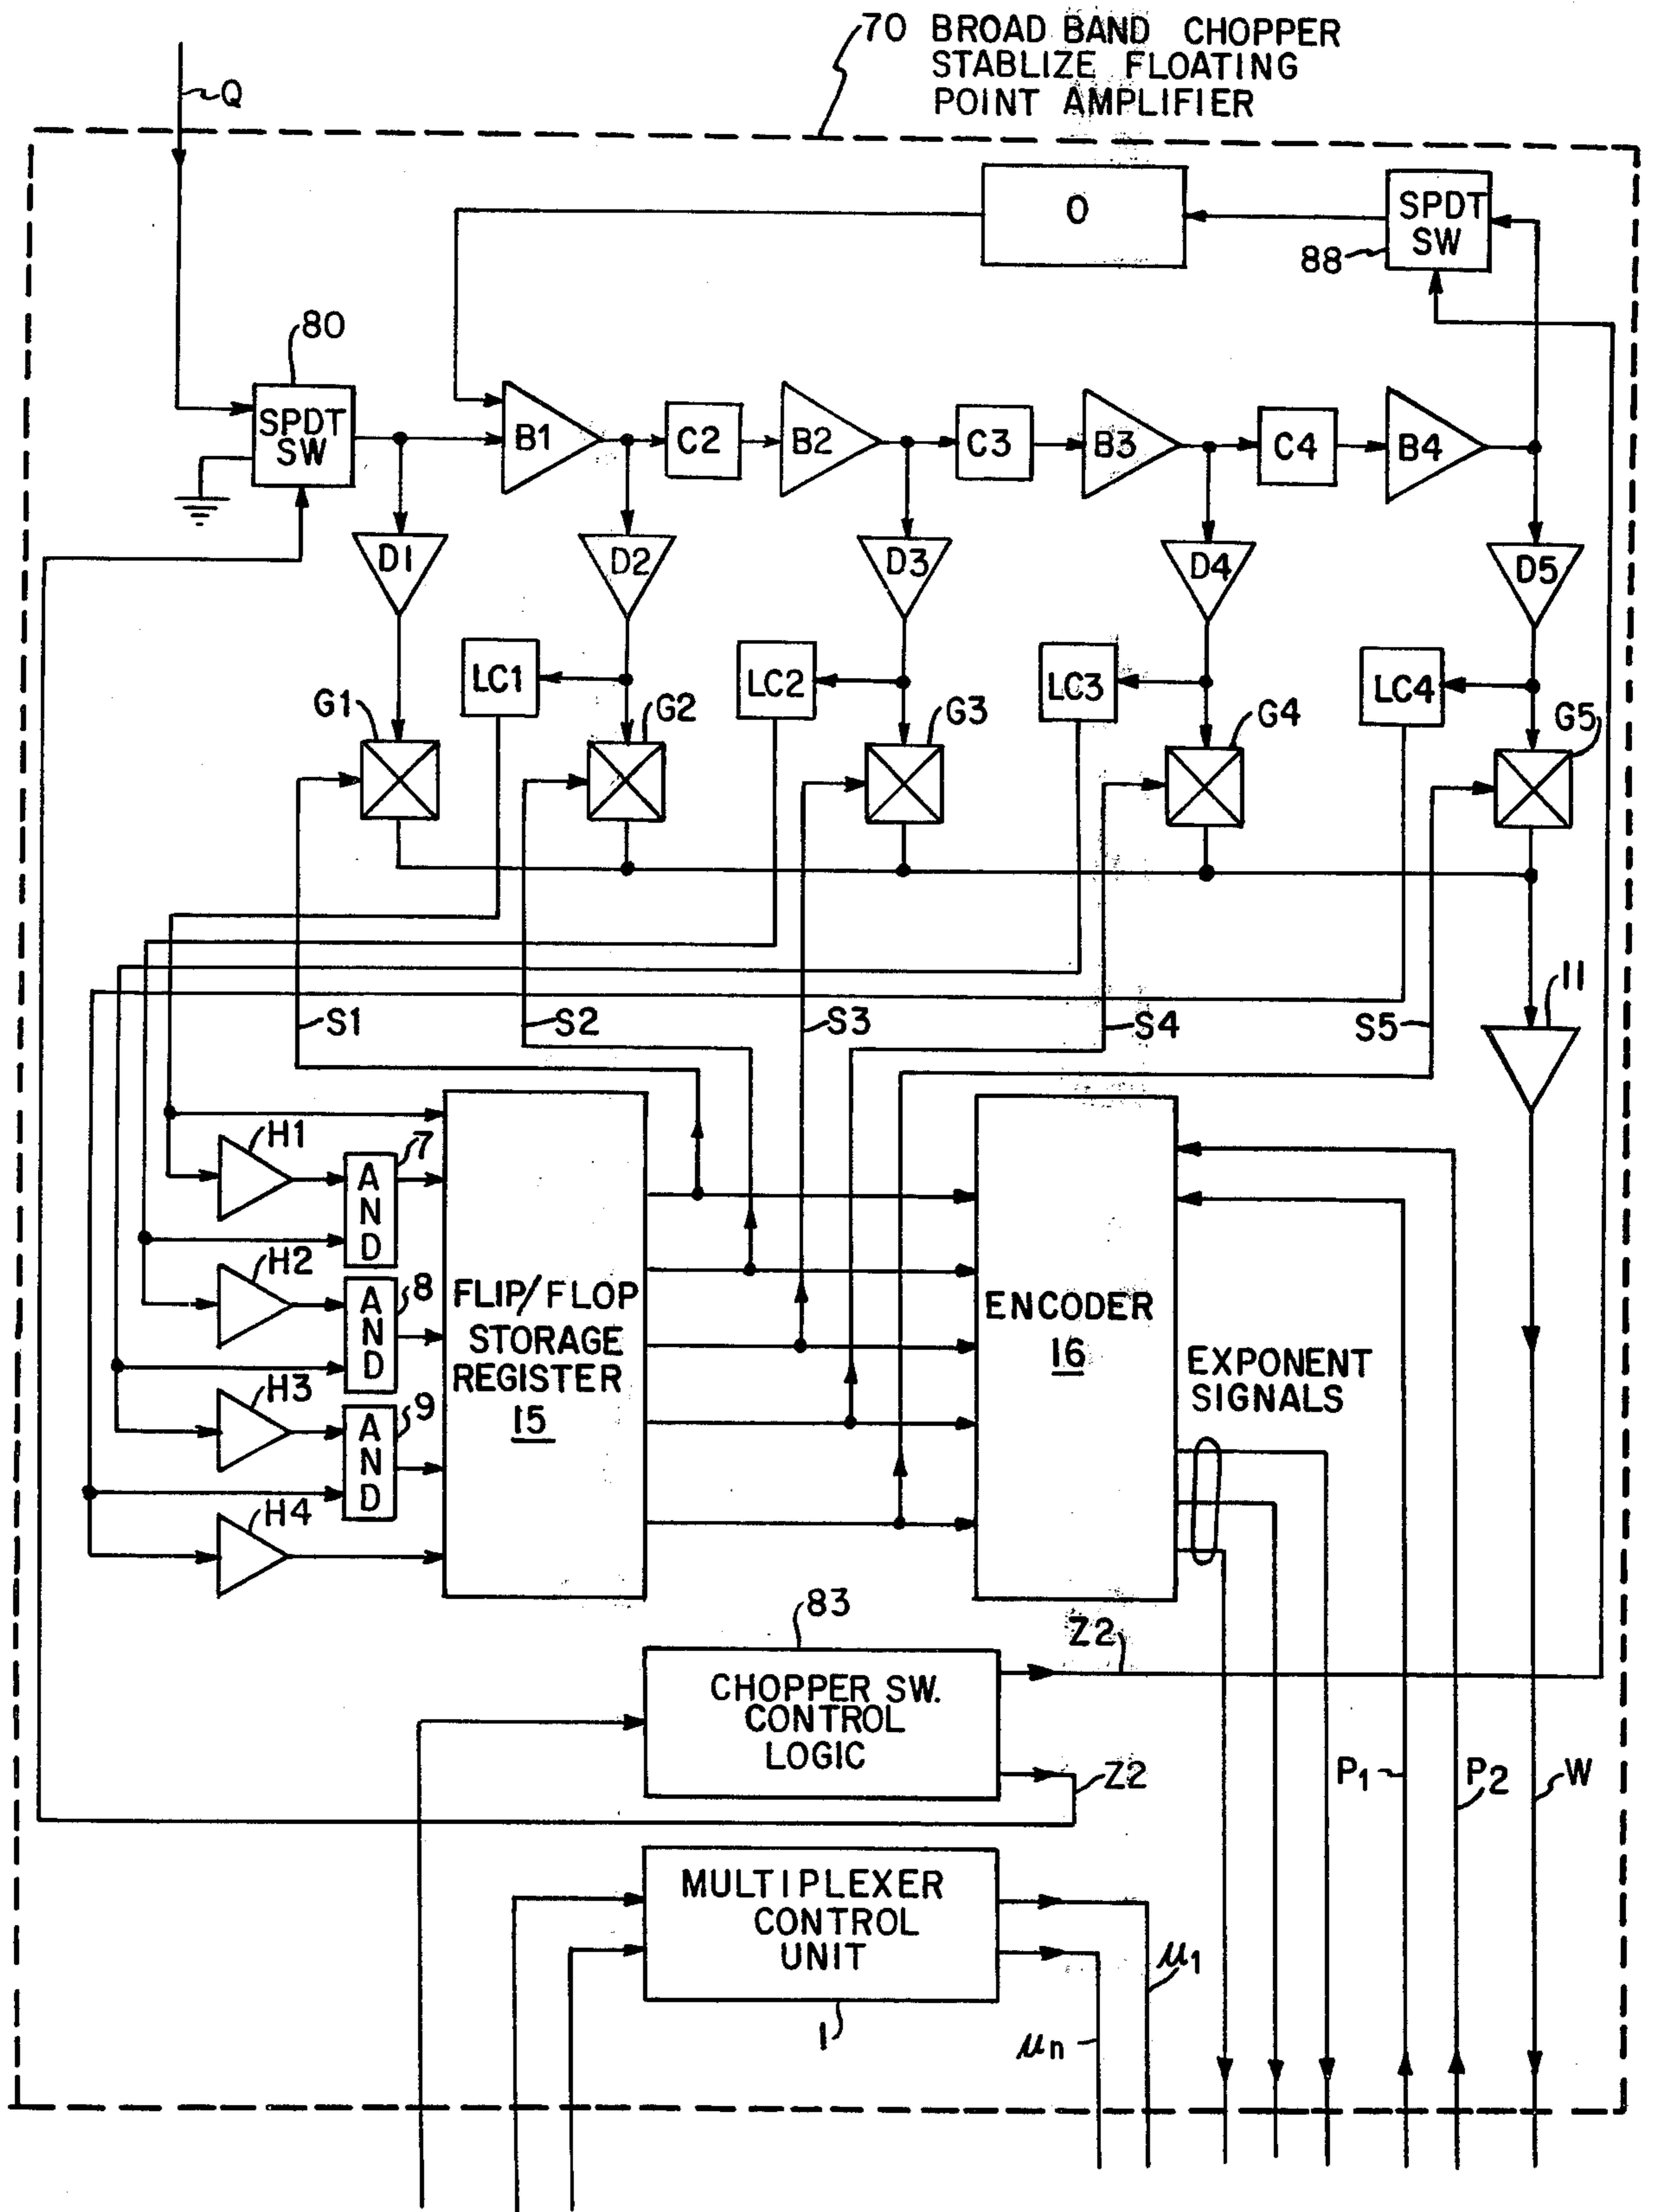 70 BROAD BAND CHOPPER
STABLIZE FLOATING
POINT AMPLIFIER
Q
O
SPDT
SW
88
80
SPDT
SW
B1
C2
B2
C3
B3
C4
B4
D1
D2
D3
D4
D5
LC1
LC2
LC3
LC4
G1
G2
G3
G4
G5
S1
S2
S3
S4
S5
11
H1
7
AND
H2
8
AND
H3
9
AND
H4
FLIP/FLOP
STORAGE
REGISTER
15
ENCODER
16
EXPONENT
SIGNALS
83
CHOPPER SW.
CONTROL
LOGIC
Z2
Z2
P1
P2
W
MULTIPLEXER
CONTROL
UNIT
1
μ1
μn